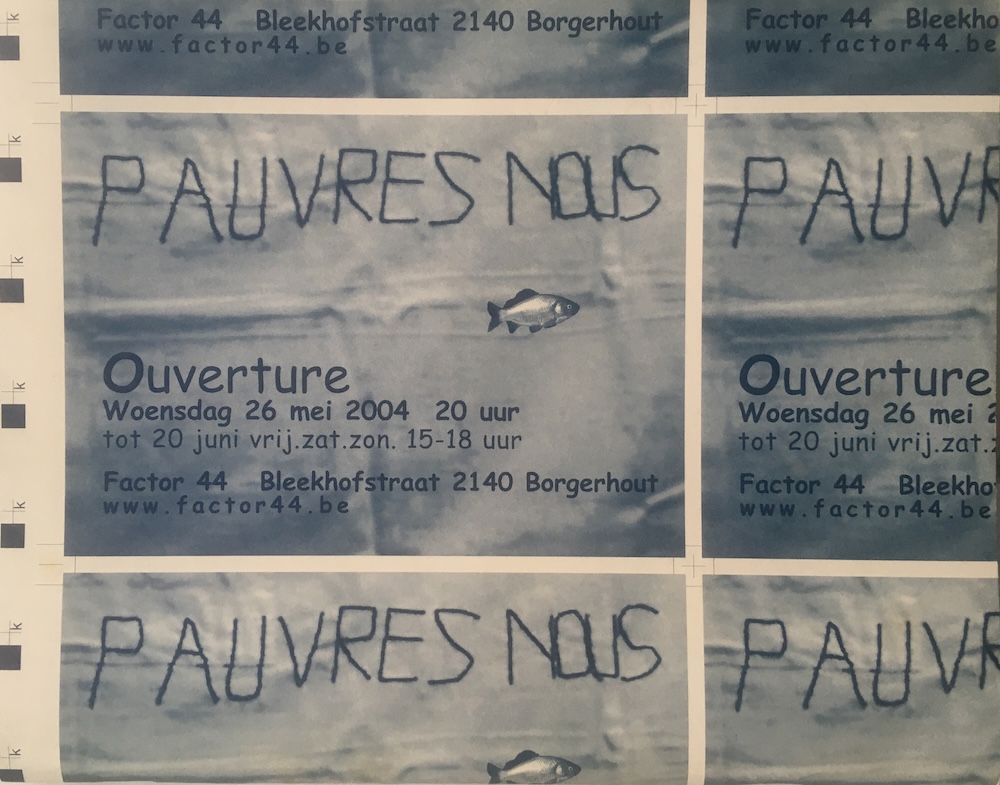 Factor 44 Bleekhofstraat 2140 Borgerhout
www.factor44.be
Factor 44 Bleekho
www.factor44.be
PAUVRES NOUS
Ouverture
Woensdag 26 mei 2004 20 uur
tot 20 juni vrij.zat.zon. 15-18 uur
Factor 44 Bleekhofstraat 2140 Borgerhout
www.factor44.be
PAUVR
Ouverture
Woensdag 26 mei 2
tot 20 juni vrij.zat.z
Factor 44 Bleekho
www.factor44.be
PAUVRES NOUS
PAUVR
k
k
k
k
k
k
k